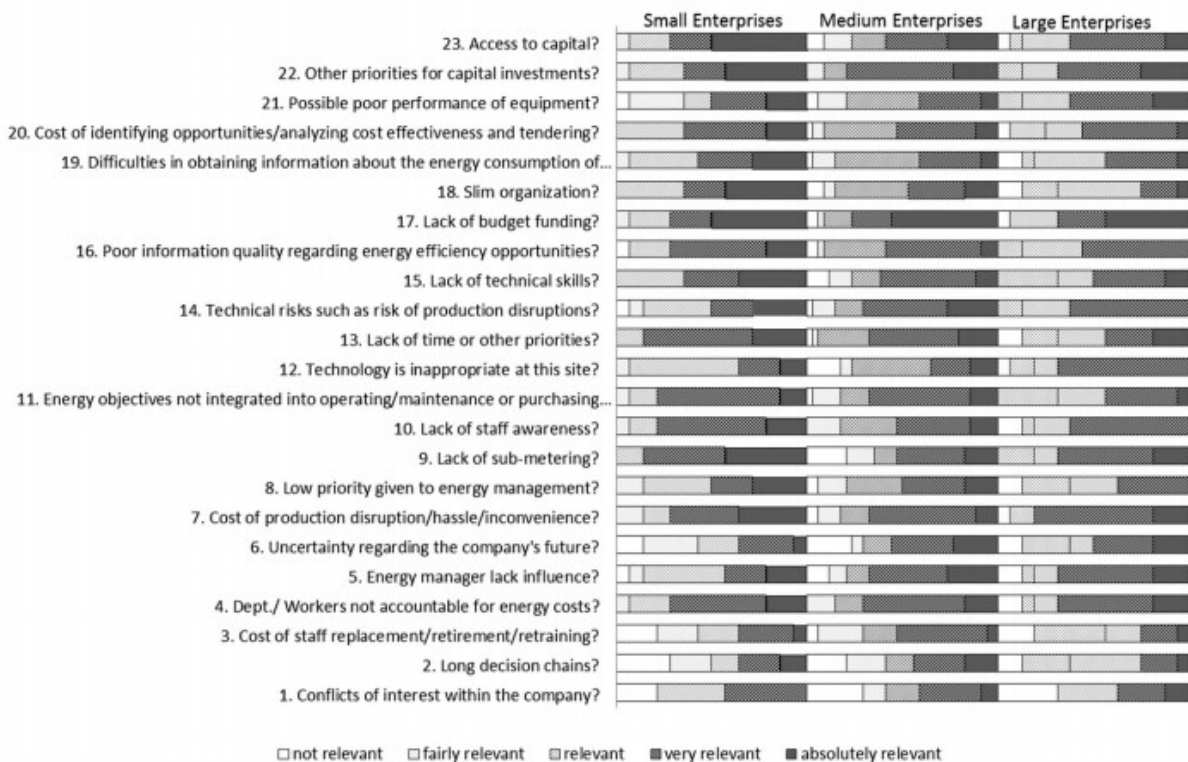 Small Enterprises Medium Enterprises Large Enterprises
23. Access to capital?
22. Other priorities for capital investments?
21. Possible poor performance of equipment?
20. Cost of identifying opportunities/analyzing cost effectiveness and tendering?
19. Difficulties in obtaining information about the energy consumption of...
18. Slim organization?
17. Lack of budget funding?
16. Poor information quality regarding energy efficiency opportunities?
15. Lack of technical skills?
14. Technical risks such as risk of production disruptions?
13. Lack of time or other priorities?
12. Technology is inappropriate at this site?
11. Energy objectives not integrated into operating/maintenance or purchasing...
10. Lack of staff awareness?
9. Lack of sub-metering?
8. Low priority given to energy management?
7. Cost of production disruption/hassle/inconvenience?
6. Uncertainty regarding the company's future?
5. Energy manager lack influence?
4. Dept./ Workers not accountable for energy costs?
3. Cost of staff replacement/retirement/retraining?
2. Long decision chains?
1. Conflicts of interest within the company?
not relevant fairly relevant relevant very relevant absolutely relevant